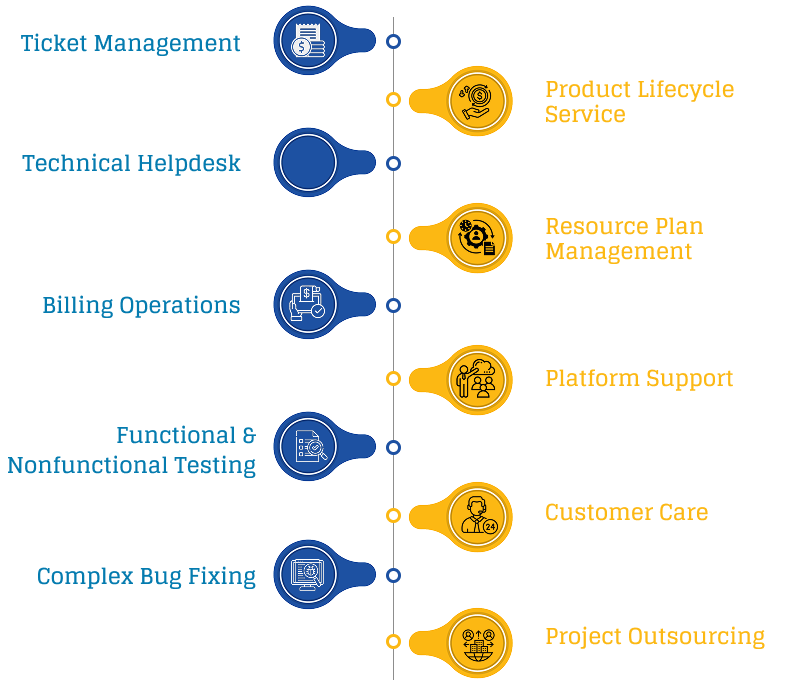 Ticket Management
Product Lifecycle
Service
Technical Helpdesk
Resource Plan
Management
Billing Operations
Platform Support
Functional &
Nonfunctional Testing
Customer Care
24
Complex Bug Fixing
Project Outsourcing